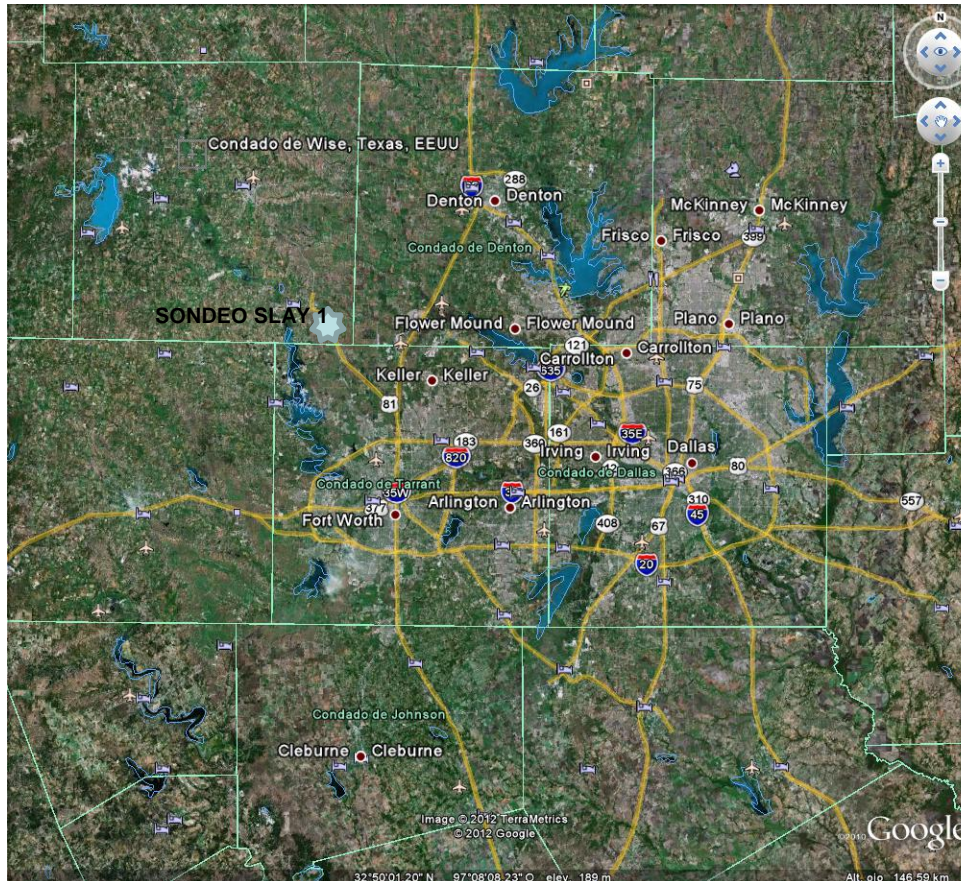 N
Condado de Wise, Texas, EEUU
288
Denton Denton
McKinney McKinney
Frisco Frisco
399
Condado de Denton
SONDEO SLAY 1
Flower Mound Flower Mound
Plano Plano
121
Carrollton Carrollton
635
Keller Keller
26
75
81
161
35E
183
360
820
Irving Irving
Dallas
12
366
80
Condado de Dallas
Condado de Tarrant
35W
377
Arlington Arlington
310
557
Fort Worth
45
408
67
20
Condado de Johnson
Cleburne Cleburne
Image © 2012 TerraMetrics
© 2012 Google
©2010 Google
32°50'01.20" N 97°08'08.23" O elev. 189 m Alt. ojo 146.59 km